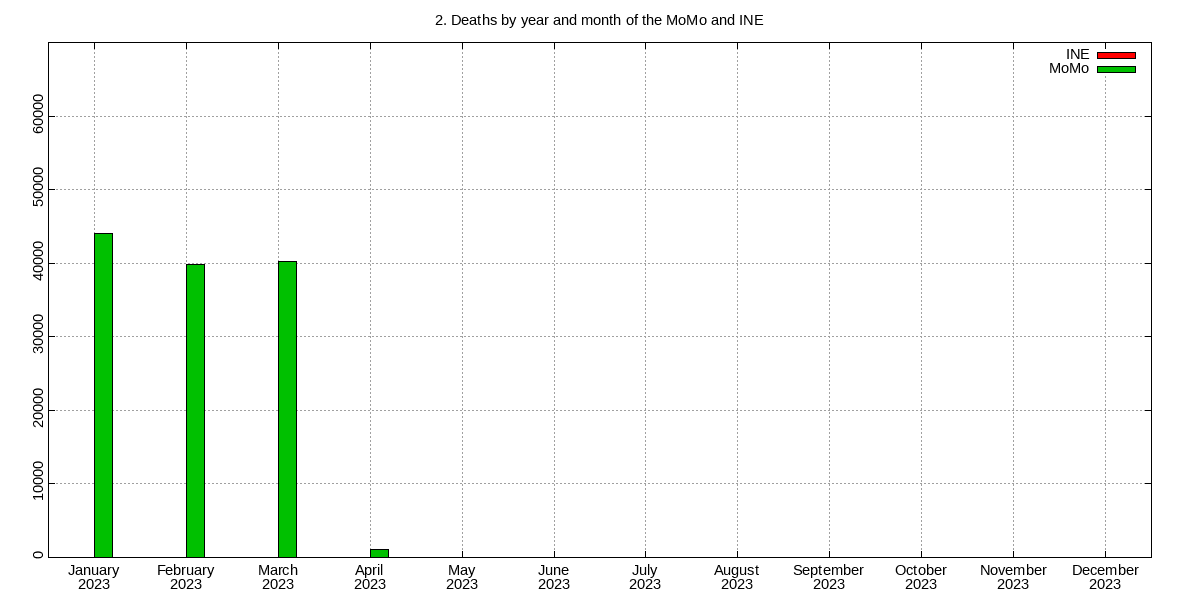 2. Deaths by year and month of the MoMo and INE
INE
MoMo
60000
50000
40000
30000
20000
10000
0
January February March April May June July August September October November December
2023 2023 2023 2023 2023 2023 2023 2023 2023 2023 2023 2023